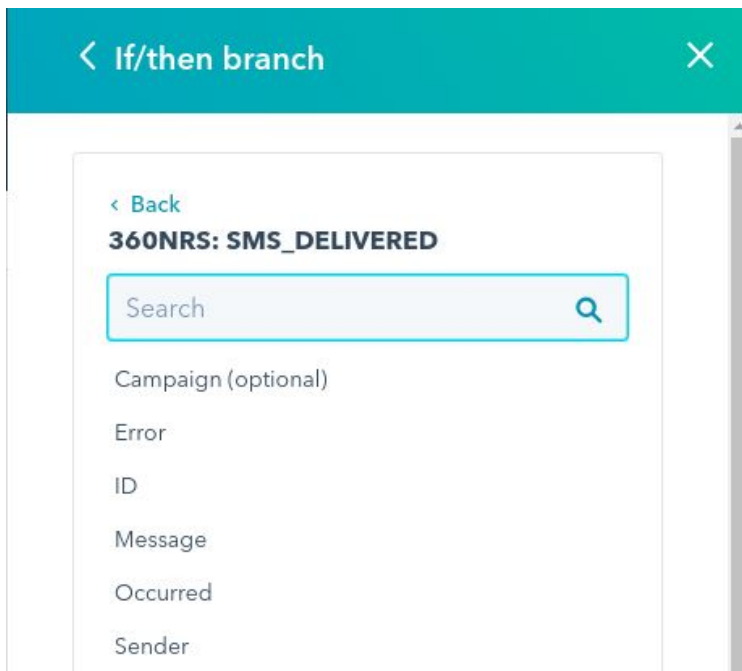 If/then branch
Back
360NRS: SMS_DELIVERED
Search
Campaign (optional)
Error
ID
Message
Occurred
Sender